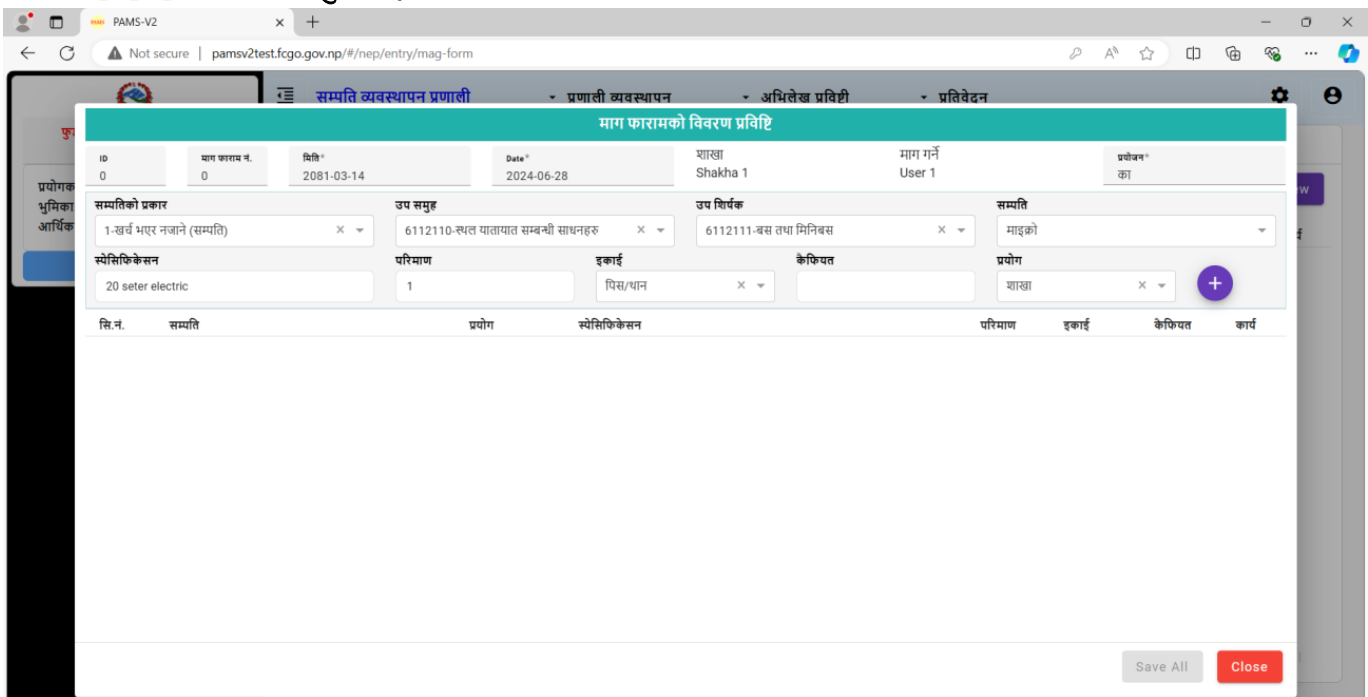 PAMS-V2
Not secure | pamsv2test.fcgo.gov.np/#/nep/entry/mag-form
सम्पति व्यवस्थापन प्रणाली प्रणाली व्यवस्थापन अभिलेख प्रविष्टी प्रतिवेदन
माग फारामको विवरण प्रविष्टि
ID माग फाराम नं. मिति* Date* शाखा माग गर्ने प्रयोजन*
0 0 2081-03-14 2024-06-28 Shakha 1 User 1 का
प्रयोगक
भुमिका
आर्थिक
सम्पतिको प्रकार उप समुह उप शिर्षक सम्पति
1-खर्च भएर नजाने (सम्पति) 6112110-स्थल यातायात सम्बन्धी साधनहरु 6112111-बस तथा मिनिबस माइक्रो
स्पेसिफिकेसन परिमाण इकाई कैफियत प्रयोग
20 seter electric 1 पिस/थान शाखा
सि.नं. सम्पति प्रयोग स्पेसिफिकेसन परिमाण इकाई कैफियत कार्य
Save All Close